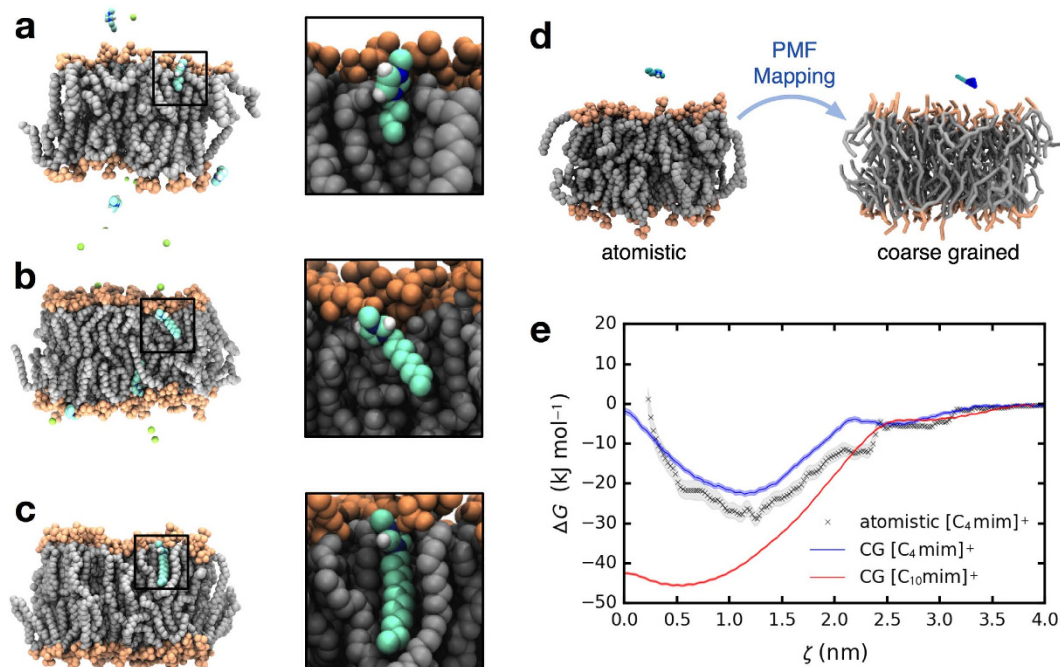 a
b
c
d
PMF
Mapping
atomistic
coarse grained
e
20
10
0
−10
−20
−30
−40
−50
ΔG (kJ mol⁻¹)
0.0 0.5 1.0 1.5 2.0 2.5 3.0 3.5 4.0
ζ (nm)
atomistic [C₄mim]⁺
CG [C₄mim]⁺
CG [C₁₀mim]⁺